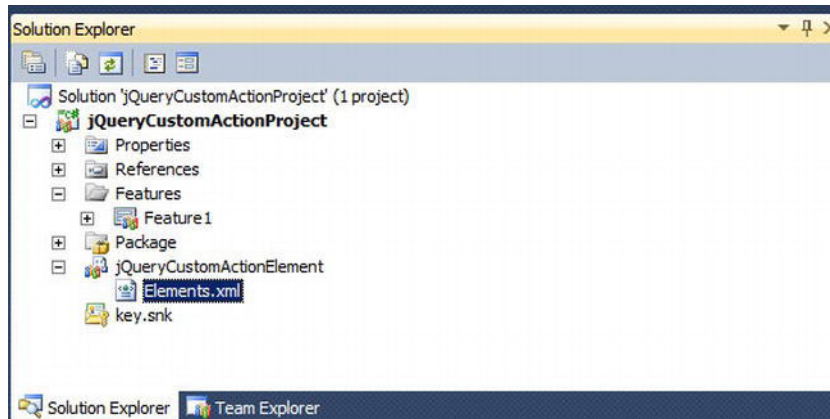 Solution Explorer
Solution 'jQueryCustomActionProject' (1 project)
jQueryCustomActionProject
Properties
References
Features
Feature1
Package
jQueryCustomActionElement
Elements.xml
key.snk
Solution Explorer Team Explorer